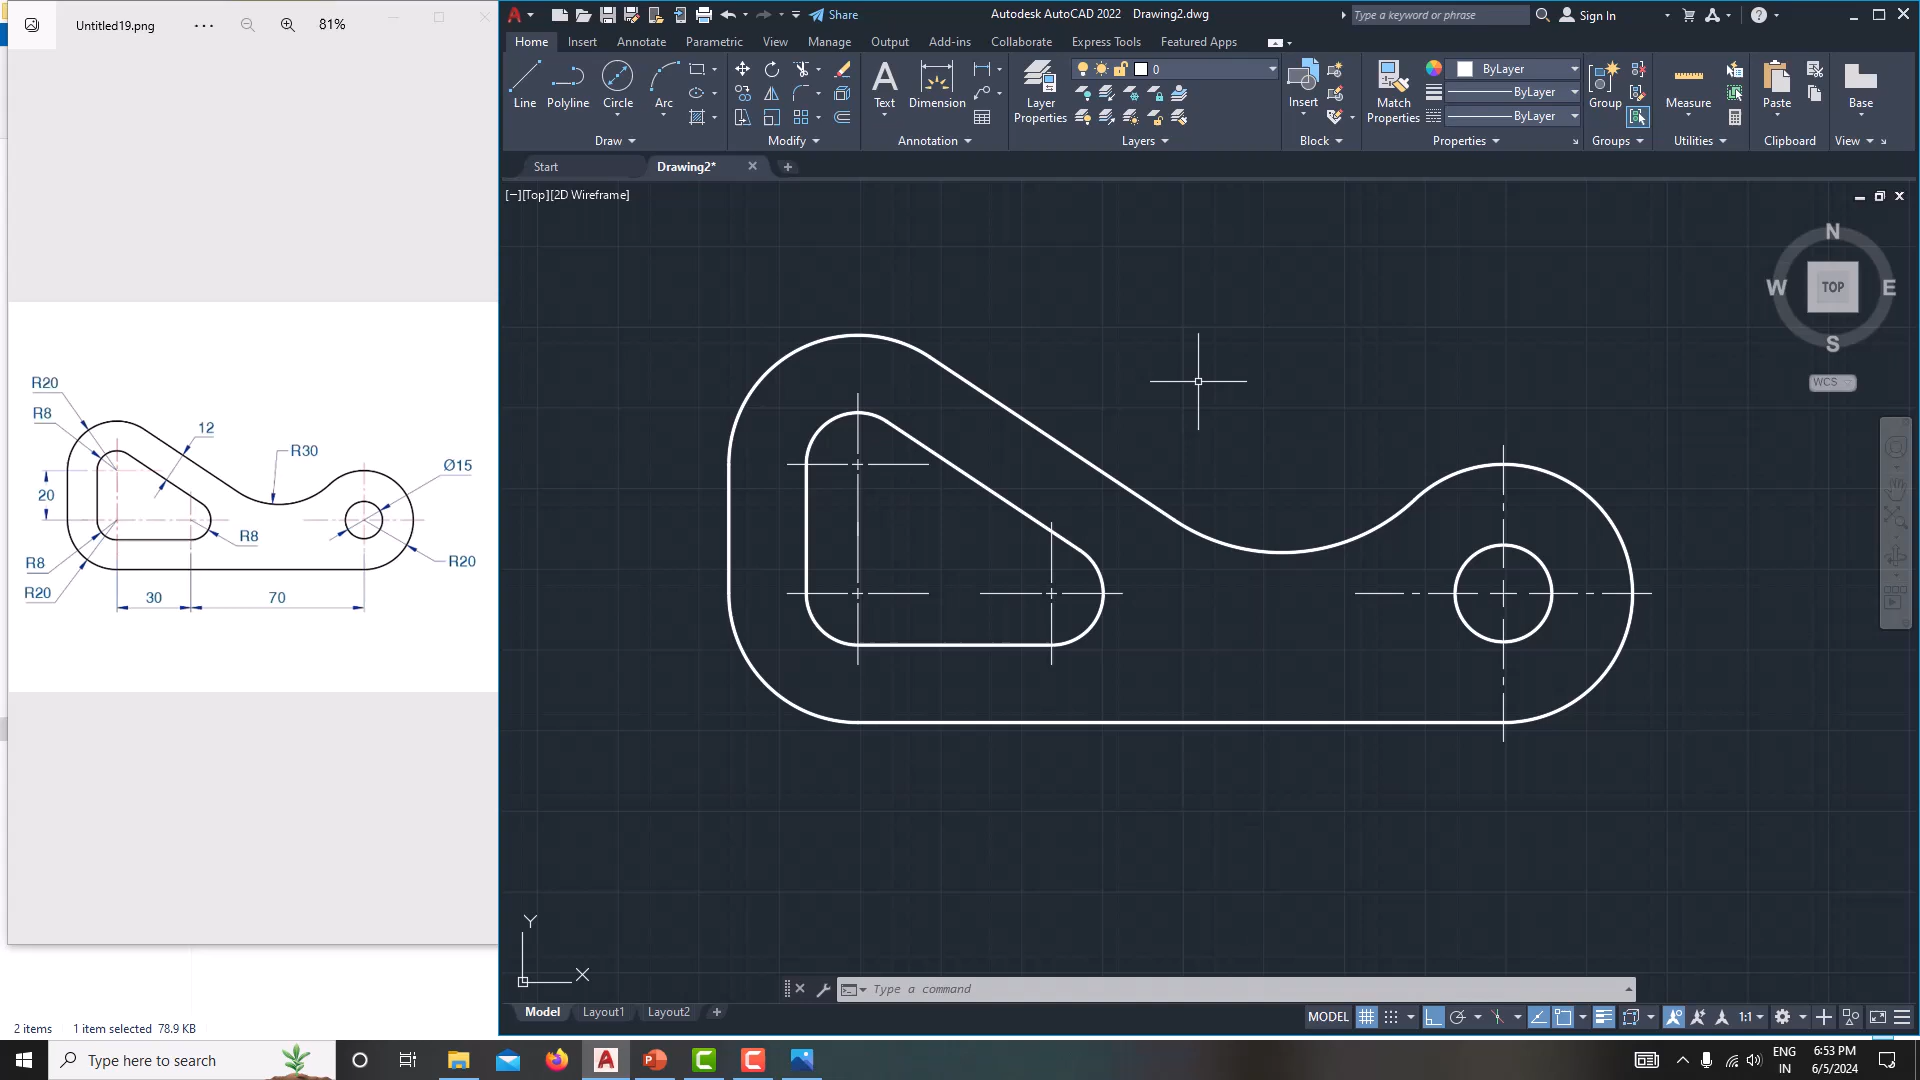 Untitled19.png
81%
R20
R8
12
R30
Ø15
20
R8
R8
R20
R20
30
70
2 items
1 item selected 78.9 KB
Share
Autodesk AutoCAD 2022 Drawing2.dwg
Type a keyword or phrase
Sign In
Home
Insert
Annotate
Parametric
View
Manage
Output
Add-ins
Collaborate
Express Tools
Featured Apps
Line
Polyline
Circle
Arc
Draw
Modify
Text
Dimension
Annotation
Layer
Properties
0
Layers
Insert
Block
Match
Properties
ByLayer
ByLayer
ByLayer
Properties
Group
Groups
Measure
Utilities
Paste
Clipboard
Base
View
Start
Drawing2*
[−][Top][2D Wireframe]
N
W
TOP
E
S
WCS
Y
X
Type a command
Model
Layout1
Layout2
MODEL
1:1
Type here to search
ENG
IN
6:53 PM
6/5/2024